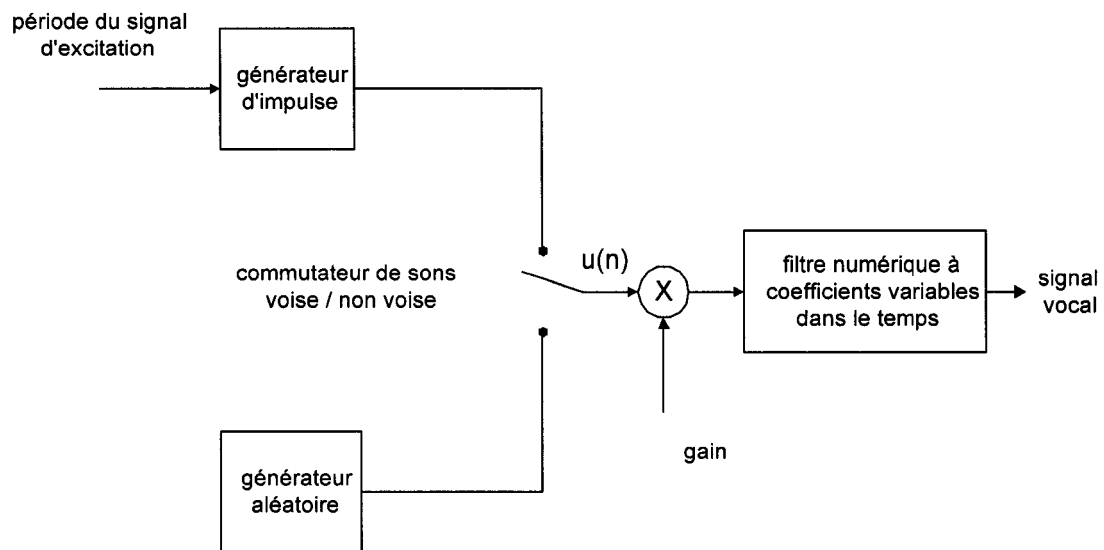 période du signal
d'excitation
générateur
d'impulse
commutateur de sons
voise / non voise
u(n)
X
gain
filtre numérique à
coefficients variables
dans le temps
signal
vocal
générateur
aléatoire